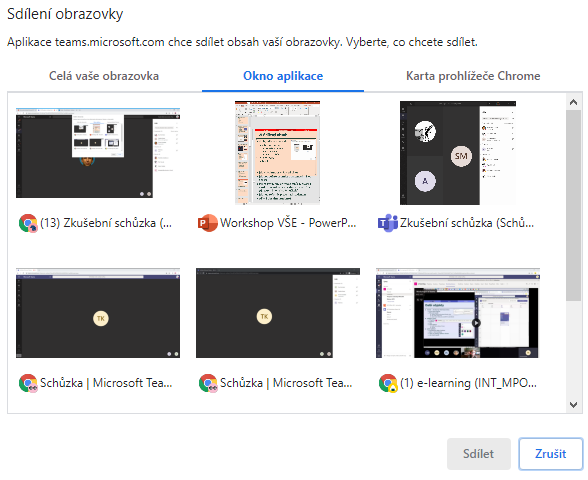 Sdílení obrazovky
Aplikace teams.microsoft.com chce sdílet obsah vaší obrazovky. Vyberte, co chcete sdílet.
Celá vaše obrazovka
Okno aplikace
Karta prohlížeče Chrome
SM
A
(13) Zkušební schůzka (...
Workshop VŠE - PowerP...
Zkušební schůzka (Schů...
TK
TK
Schůzka | Microsoft Tea...
Schůzka | Microsoft Tea...
(1) e-learning (INT_MPO...
Sdílet
Zrušit